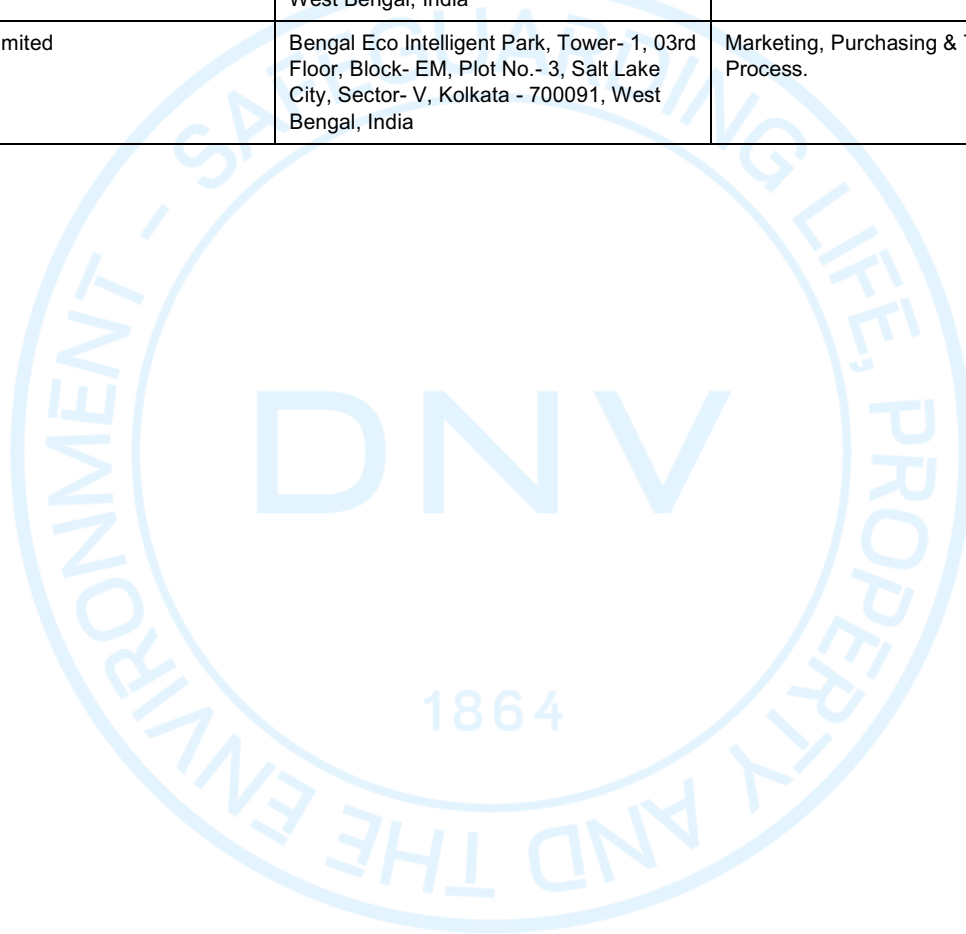 West Bengal, India
mited
Bengal Eco Intelligent Park, Tower- 1, 03rd
Floor, Block- EM, Plot No.- 3, Salt Lake
City, Sector- V, Kolkata - 700091, West
Bengal, India
Marketing, Purchasing &
Process.
SAFEGUARDING LIFE, PROPERTY AND THE ENVIRONMENT -
DNV
1864